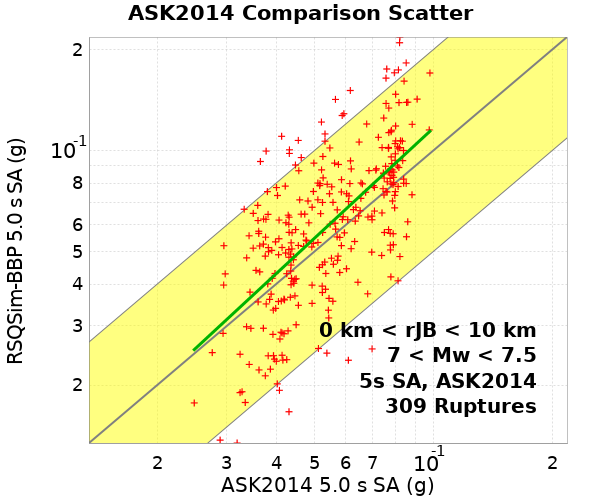 ASK2014 Comparison Scatter
RSQSim-BBP 5.0 s SA (g)
2
10-1
8
6
5
4
3
2
0 km < rJB < 10 km
7 < Mw < 7.5
5s SA, ASK2014
309 Ruptures
2 3 4 5 6 7 10-1 2
ASK2014 5.0 s SA (g)